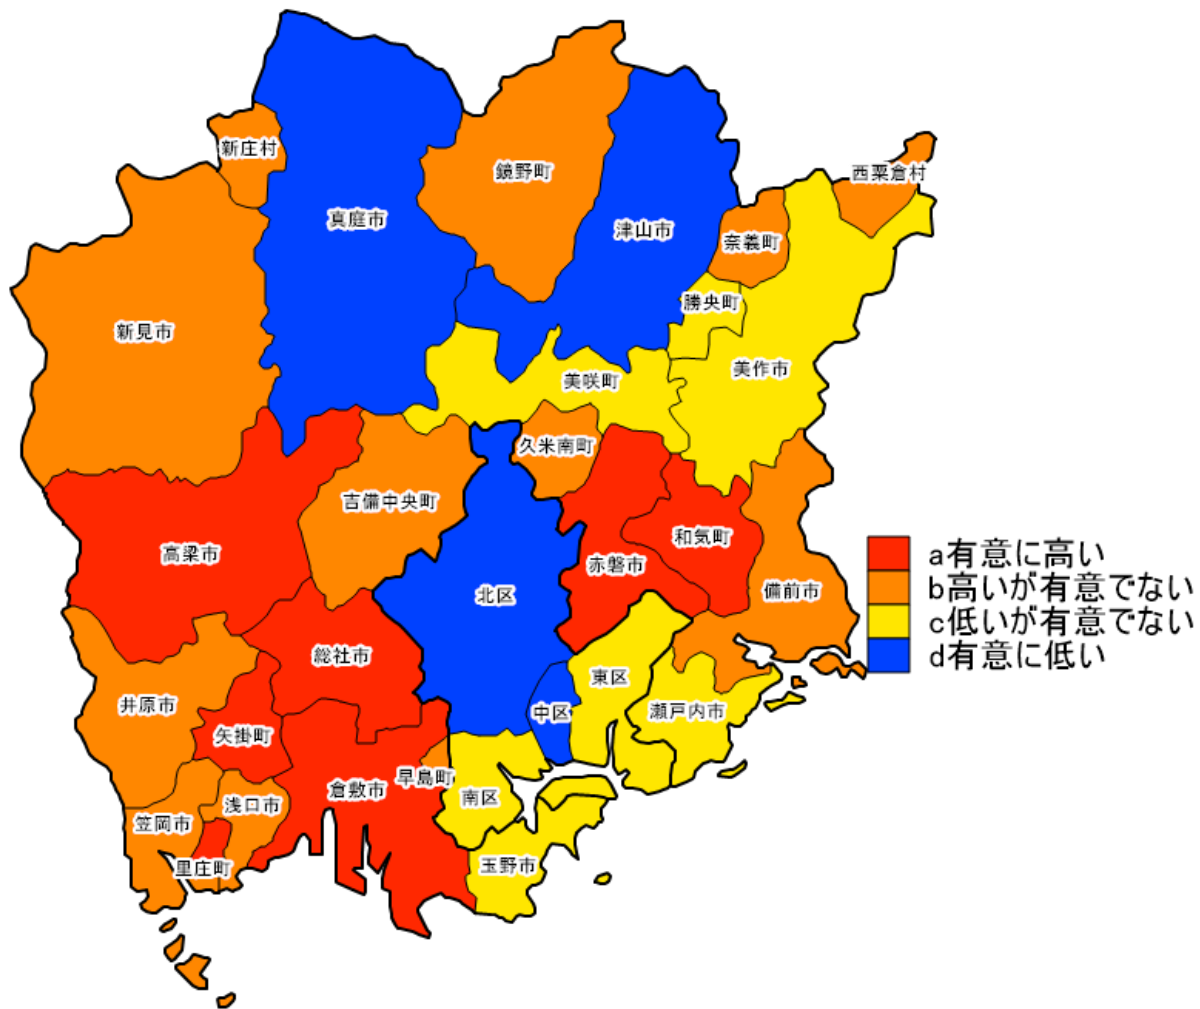 新庄村
鏡野町
西粟倉村
真庭市
津山市
奈義町
勝央町
新見市
美作市
美咲町
久米南町
吉備中央町
高梁市
和気町
赤磐市
備前市
北区
総社市
東区
井原市
中区
瀬戸内市
矢掛町
早島町
倉敷市
南区
浅口市
笠岡市
里庄町
玉野市
a有意に高い
b高いが有意でない
c低いが有意でない
d有意に低い